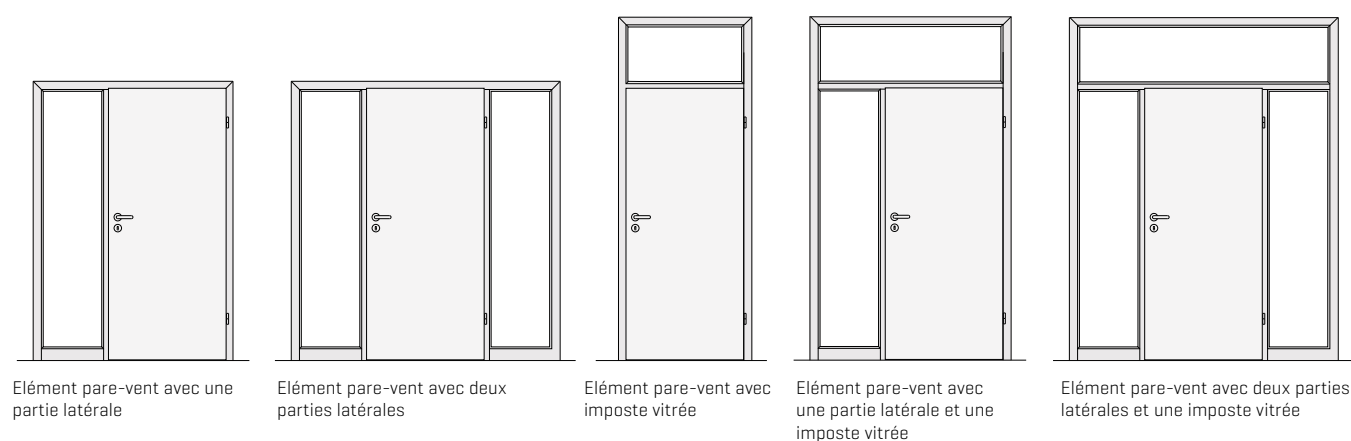 Elément pare-vent avec une
partie latérale
Elément pare-vent avec deux
parties latérales
Elément pare-vent avec
imposte vitrée
Elément pare-vent avec
une partie latérale et une
imposte vitrée
Elément pare-vent avec deux parties
latérales et une imposte vitrée